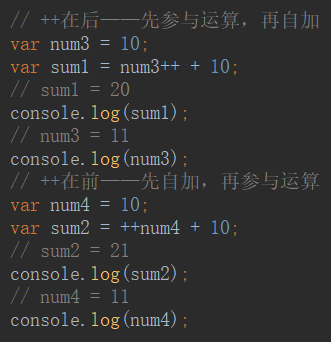 // ++在后——先参与运算，再自加
var num3 = 10;
var sum1 = num3++ + 10;
// sum1 = 20
console.log(sum1);
// num3 = 11
console.log(num3);
// ++在前——先自加，再参与运算
var num4 = 10;
var sum2 = ++num4 + 10;
// sum2 = 21
console.log(sum2);
// num4 = 11
console.log(num4);